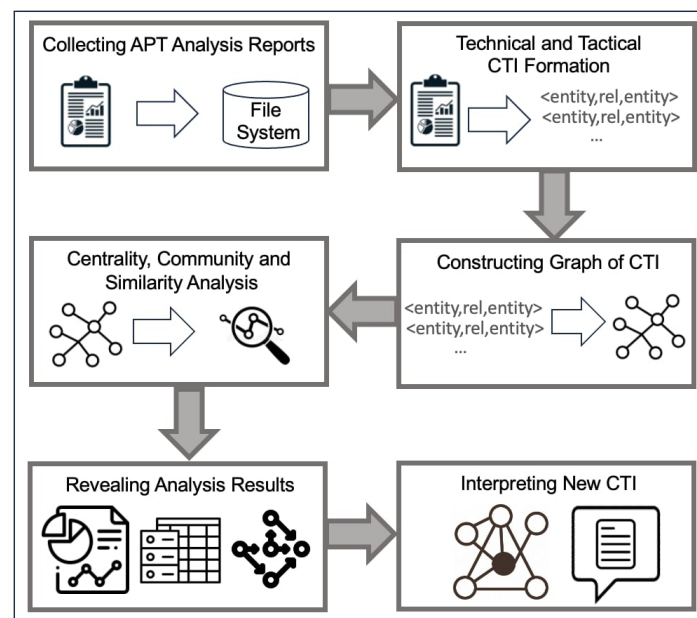 Collecting APT Analysis Reports
File
System
Technical and Tactical
CTI Formation
<entity,rel,entity>
<entity,rel,entity>
...
Constructing Graph of CTI
<entity,rel,entity>
<entity,rel,entity>
...
Centrality, Community and
Similarity Analysis
Revealing Analysis Results
Interpreting New CTI